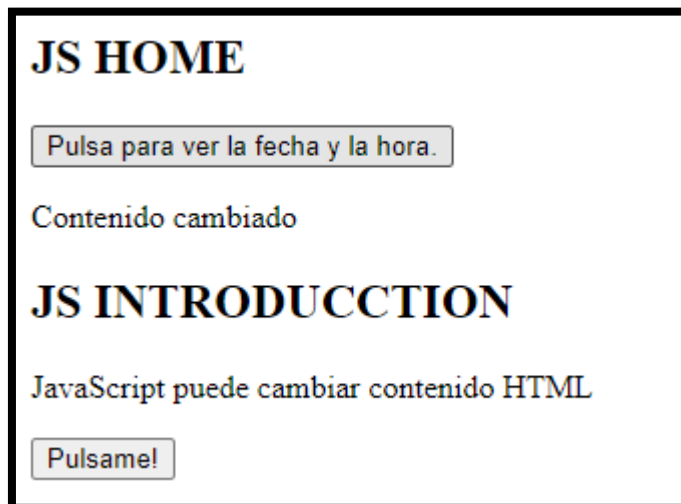 JS HOME
Pulsa para ver la fecha y la hora.
Contenido cambiado
JS INTRODUCCTION
JavaScript puede cambiar contenido HTML
Pulsame!